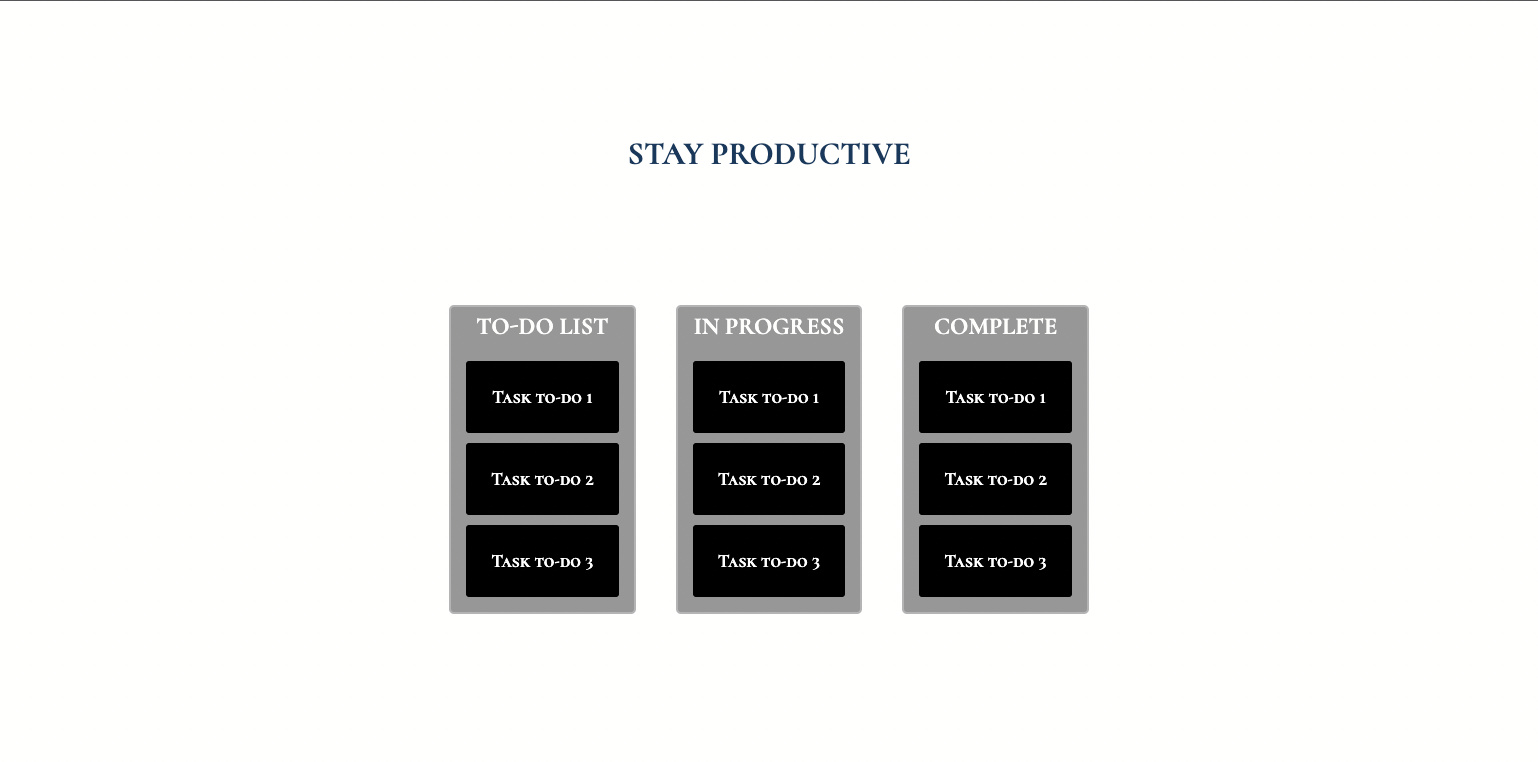 STAY PRODUCTIVE
TO-DO LIST
Task to-do 1
Task to-do 2
Task to-do 3
IN PROGRESS
Task to-do 1
Task to-do 2
Task to-do 3
COMPLETE
Task to-do 1
Task to-do 2
Task to-do 3